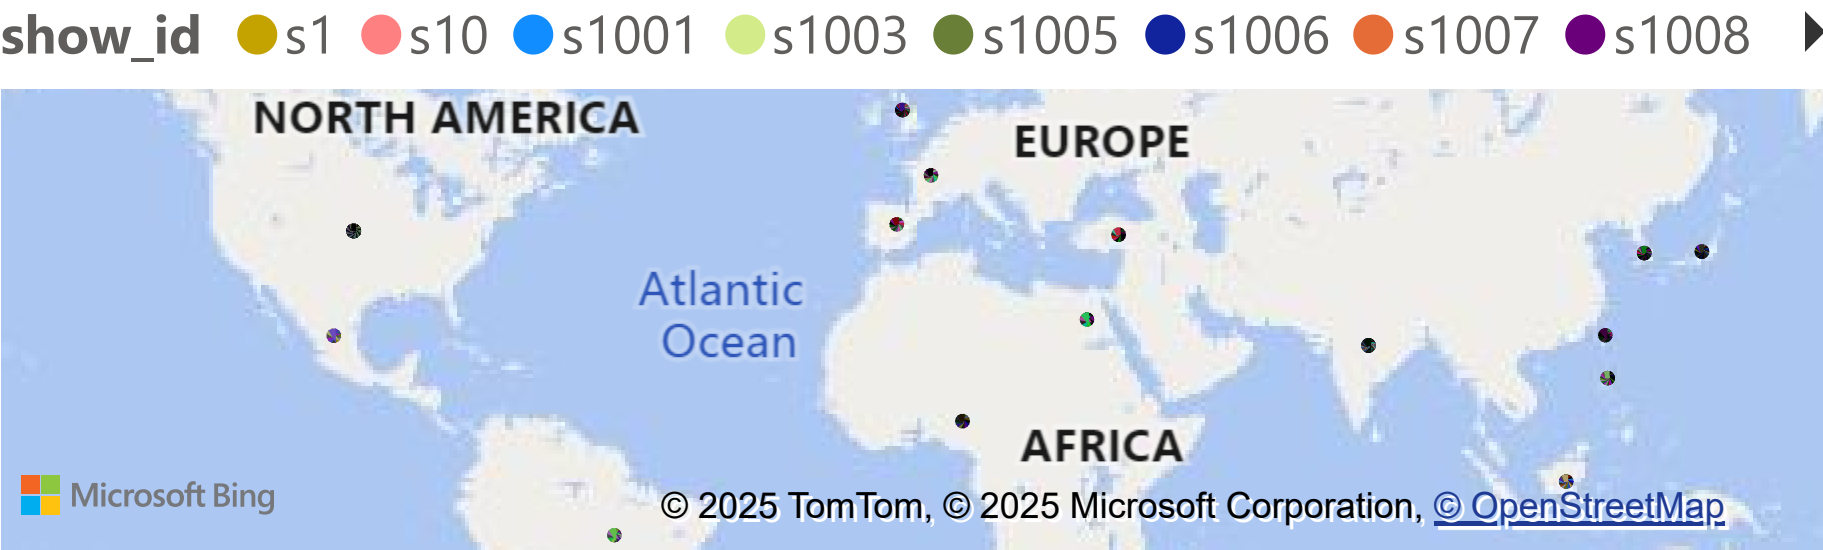 show_id s1 s10 s1001 s1003 s1005 s1006 s1007 s1008
NORTH AMERICA
EUROPE
Atlantic
Ocean
AFRICA
Microsoft Bing
© 2025 TomTom, © 2025 Microsoft Corporation, © OpenStreetMap